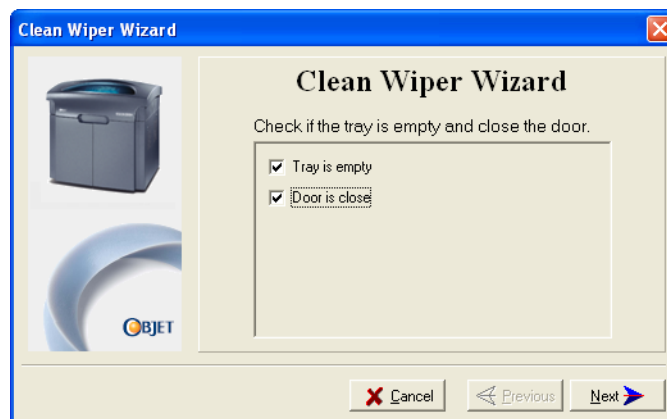 Clean Wiper Wizard
Clean Wiper Wizard
Check if the tray is empty and close the door.
Tray is empty
Door is close
OBJET
Cancel
Previous
Next